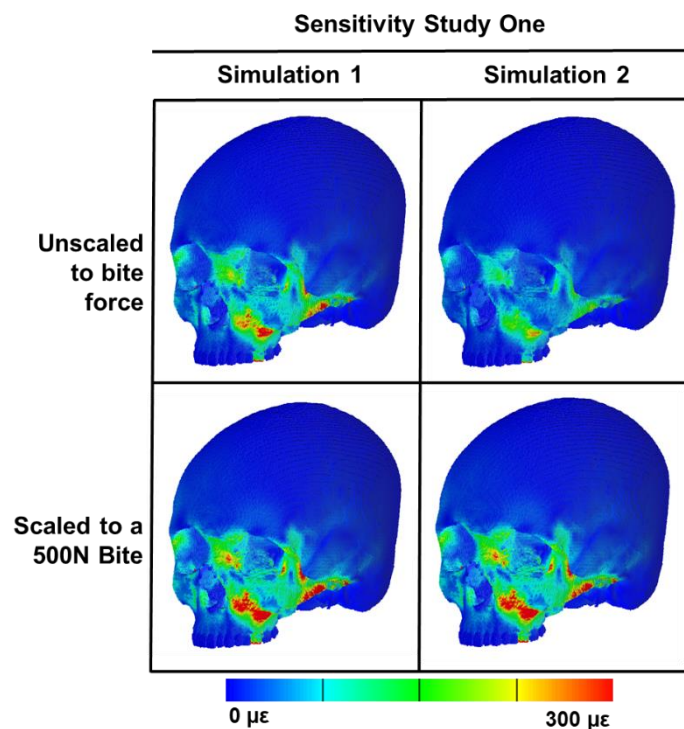 Sensitivity Study One
Simulation 1
Simulation 2
Unscaled
to bite
force
Scaled to a
500N Bite
0 µε
300 µε